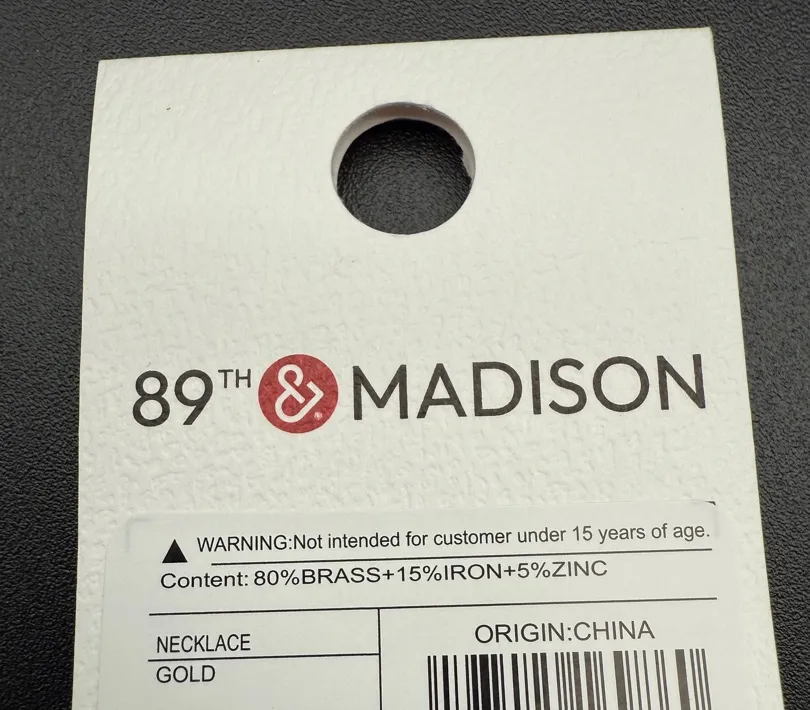 89TH & MADISON
WARNING:Not intended for customer under 15 years of age.
Content: 80%BRASS+15%IRON+5%ZINC
NECKLACE
GOLD
ORIGIN:CHINA